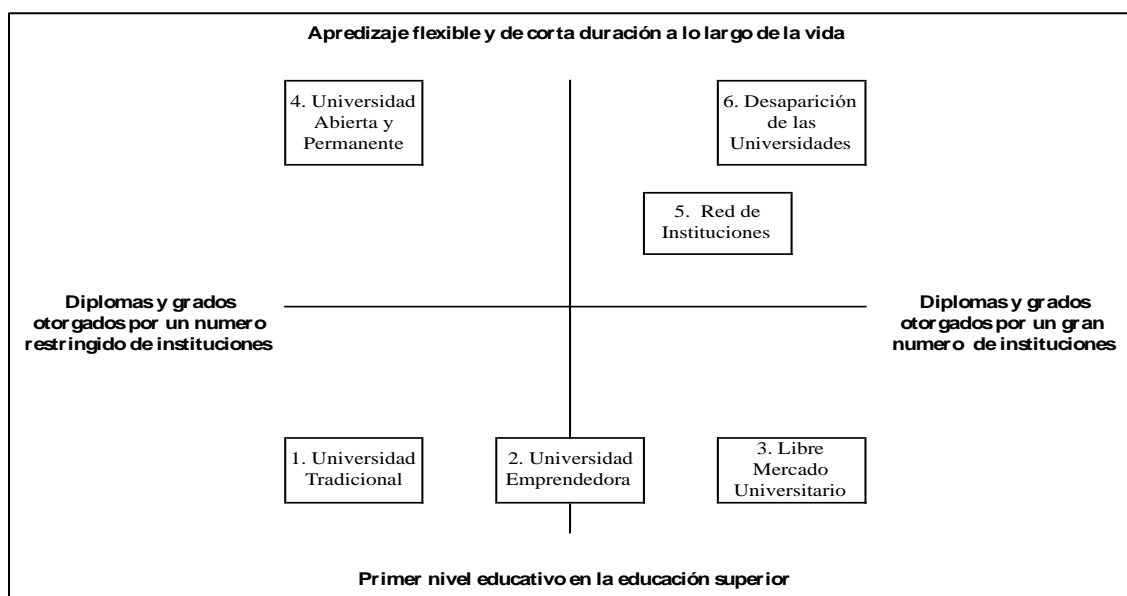 Apredizaje flexible y de corta duración a lo largo de la vida
4. Universidad
Abierta y
Permanente
6. Desaparición
de las
Universidades
5. Red de
Instituciones
Diplomas y grados
otorgados por un numero
restringido de instituciones
Diplomas y grados
otorgados por un gran
numero de instituciones
1. Universidad
Tradicional
2. Universidad
Emprendedora
3. Libre
Mercado
Universitario
Primer nivel educativo en la educación superior